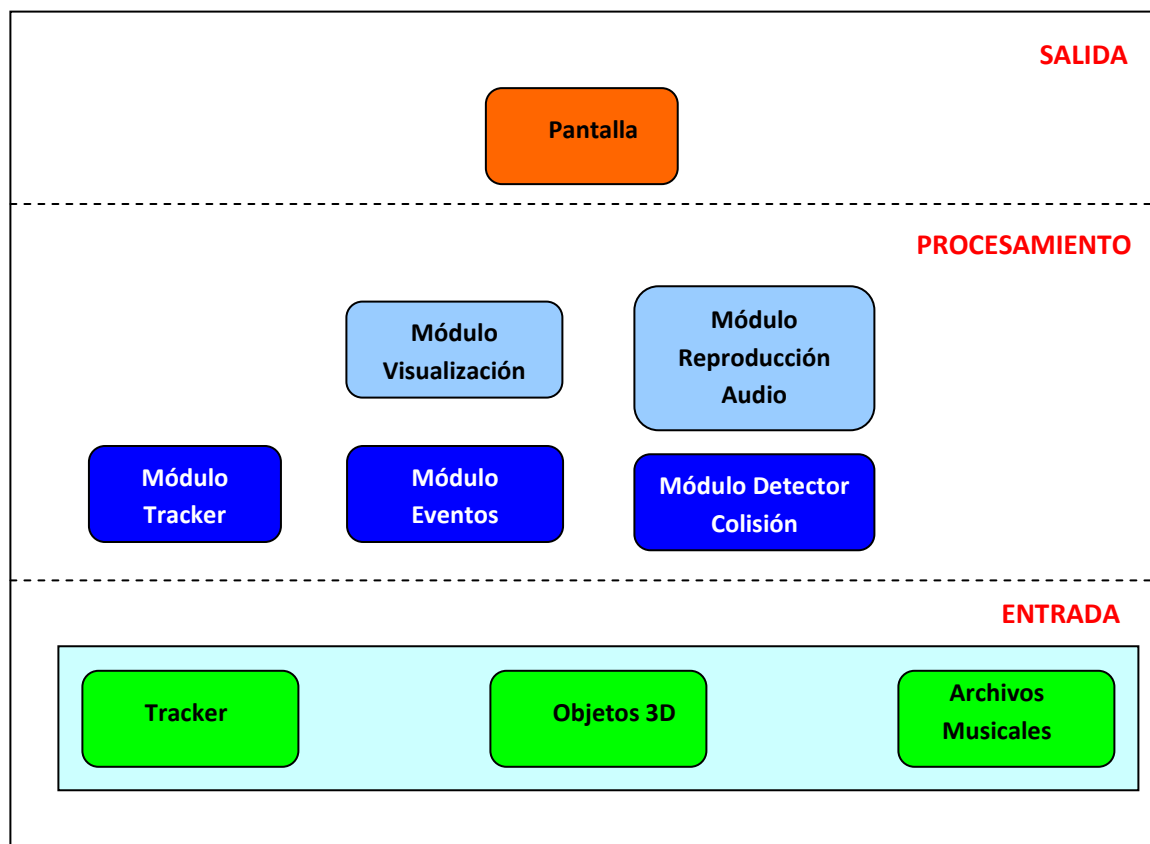 SALIDA
Pantalla
PROCESAMIENTO
Módulo
Visualización
Módulo
Reproducción
Audio
Módulo
Tracker
Módulo
Eventos
Módulo Detector
Colisión
ENTRADA
Tracker
Objetos 3D
Archivos
Musicales